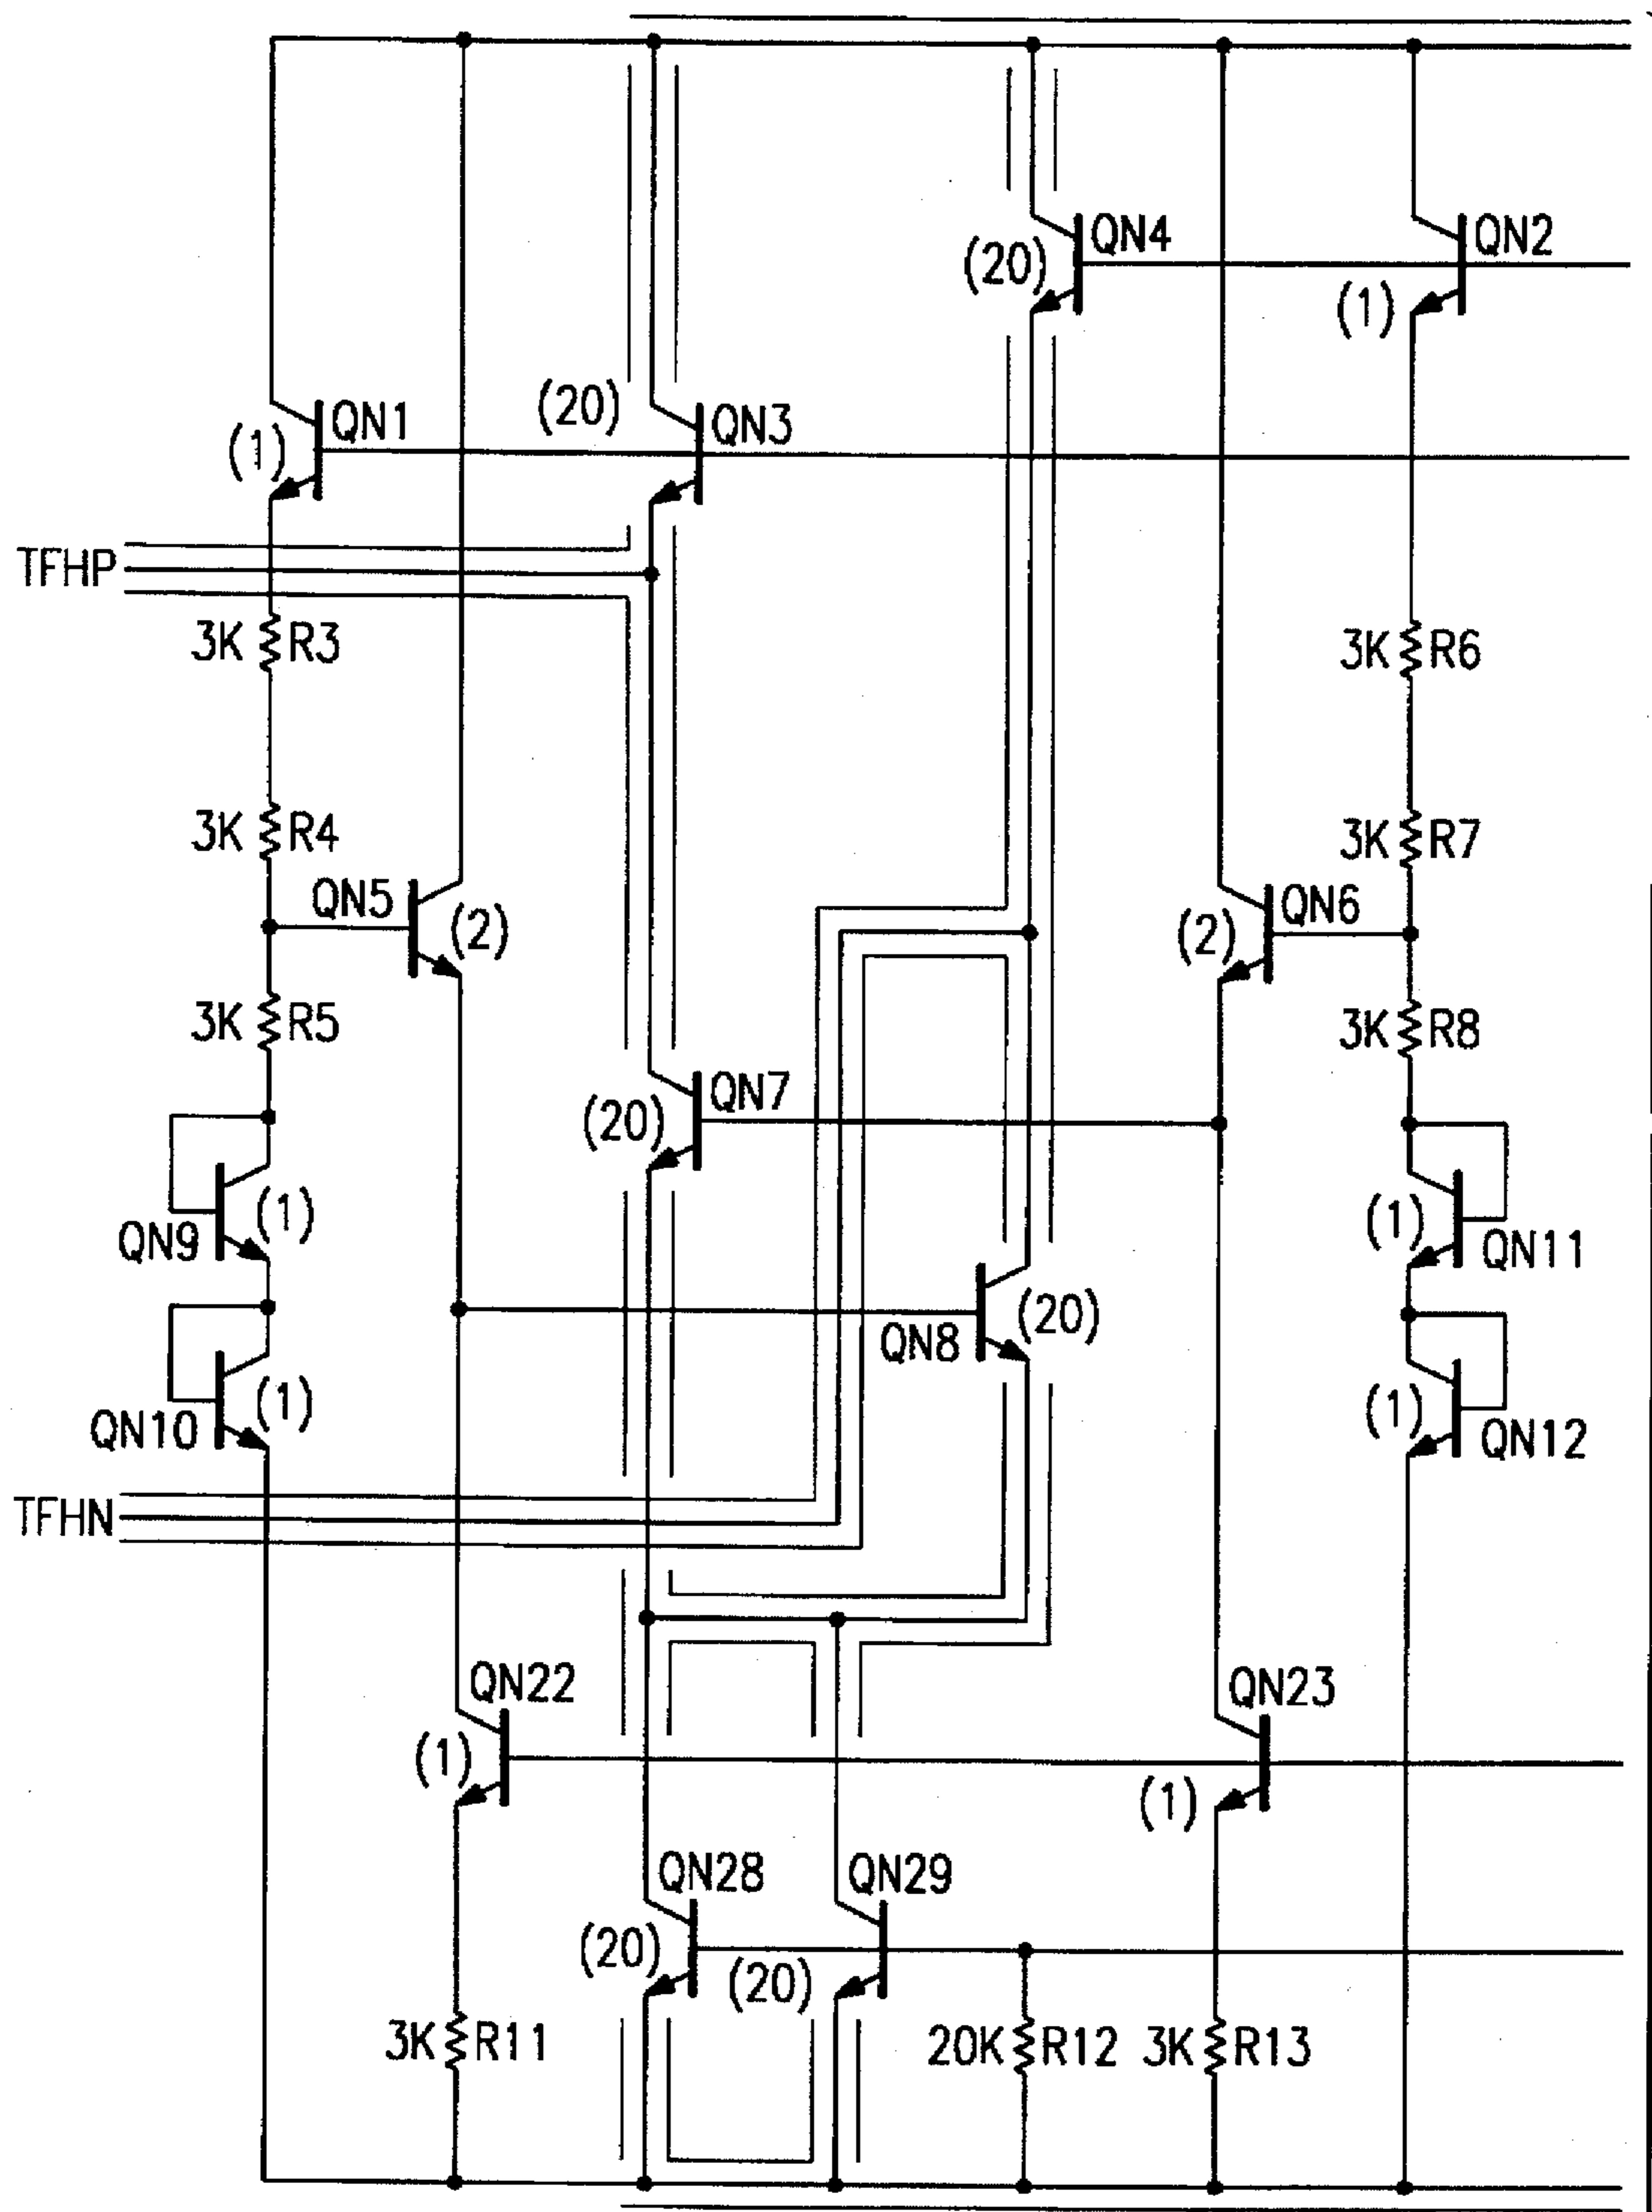 QN4
QN2
(20)
(1)
(20)
QN1
QN3
(1)
TFHP
3K R3
3K R6
3K R4
3K R7
QN5
(2)
QN6
(2)
3K R5
3K R8
QN7
(20)
(1)
QN9
(1)
QN11
(20)
QN8
(1)
QN10
(1)
QN12
TFHN
QN22
QN23
(1)
(1)
QN28
QN29
(20)
(20)
3K R11
20K R12
3K R13